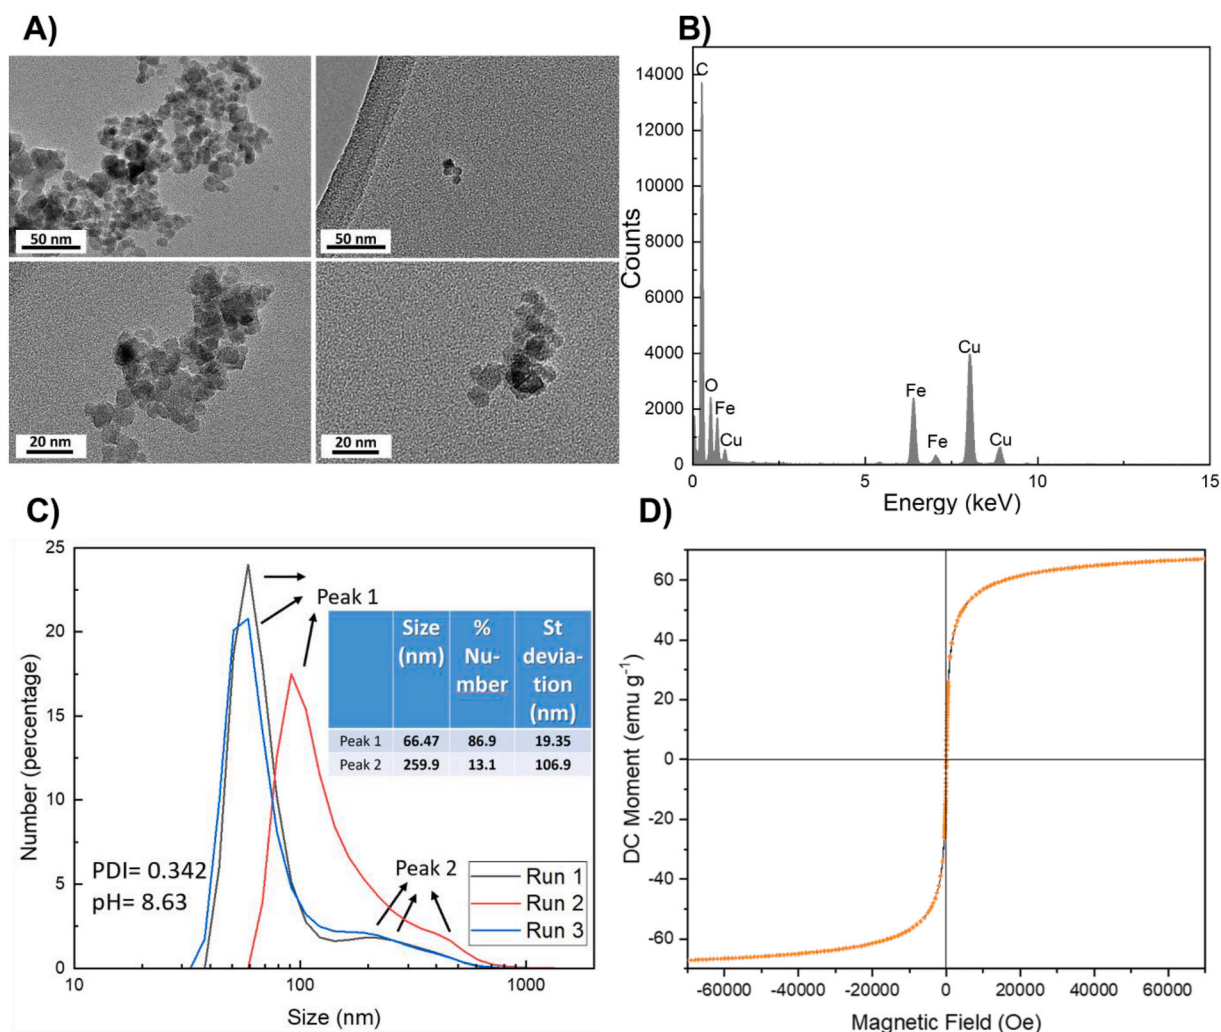 A)
50 nm
50 nm
20 nm
20 nm
B)
14000
12000
10000
8000
6000
4000
2000
0
Counts
C
O
Fe
Cu
Fe
Fe
Cu
Cu
0
5
10
15
Energy (keV)
C)
25
20
15
10
5
0
Number (percentage)
Peak 1
Size
(nm)
%
Nu-
mber
St
devia-
tion
(nm)
Peak 1 66.47 86.9 19.35
Peak 2 259.9 13.1 106.9
PDI= 0.342
pH= 8.63
Peak 2
Run 1
Run 2
Run 3
10
100
1000
Size (nm)
D)
60
40
20
0
-20
-40
-60
DC Moment (emu g⁻¹)
-60000
-40000
-20000
0
20000
40000
60000
Magnetic Field (Oe)